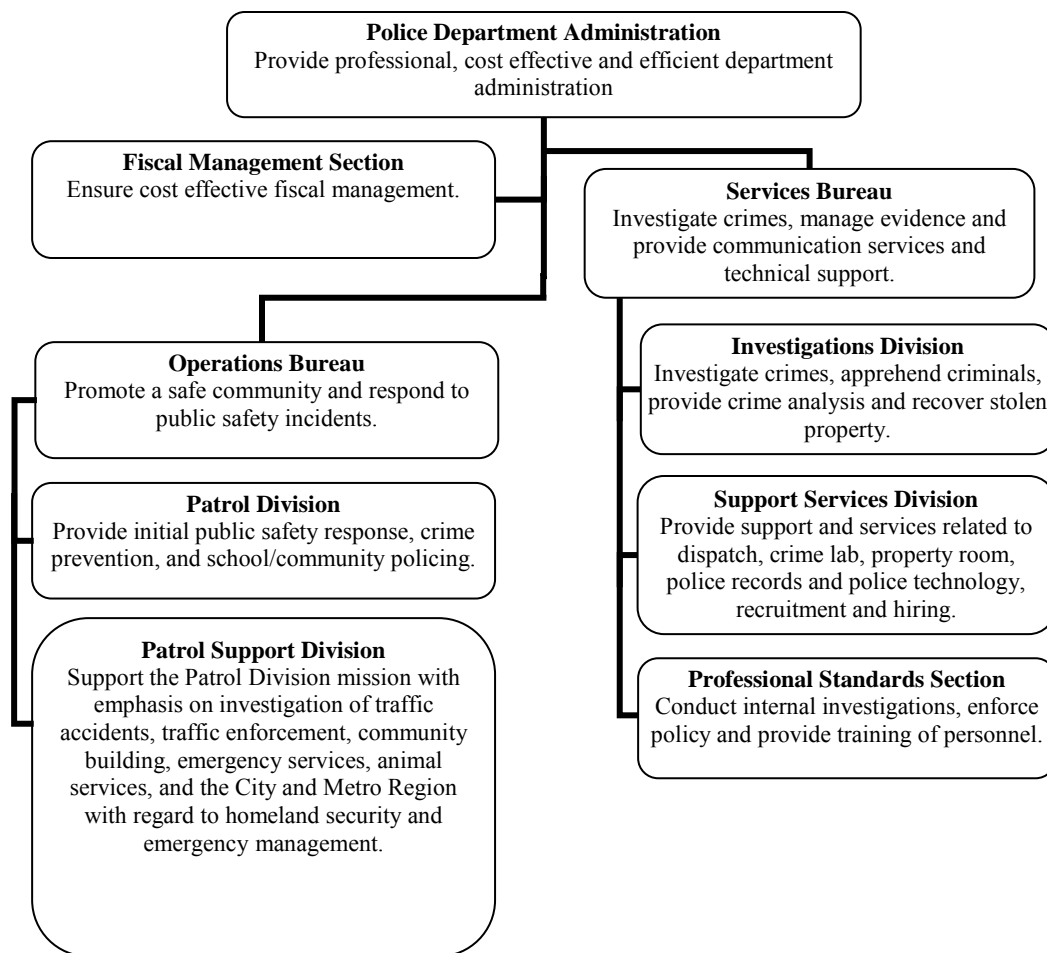 Police Department Administration
Provide professional, cost effective and efficient department
administration
Fiscal Management Section
Ensure cost effective fiscal management.
Services Bureau
Investigate crimes, manage evidence and
provide communication services and
technical support.
Operations Bureau
Promote a safe community and respond to
public safety incidents.
Patrol Division
Provide initial public safety response, crime
prevention, and school/community policing.
Patrol Support Division
Support the Patrol Division mission with
emphasis on investigation of traffic
accidents, traffic enforcement, community
building, emergency services, animal
services, and the City and Metro Region
with regard to homeland security and
emergency management.
Investigations Division
Investigate crimes, apprehend criminals,
provide crime analysis and recover stolen
property.
Support Services Division
Provide support and services related to
dispatch, crime lab, property room,
police records and police technology,
recruitment and hiring.
Professional Standards Section
Conduct internal investigations, enforce
policy and provide training of personnel.